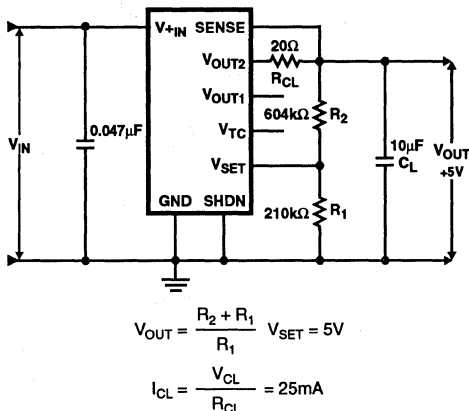 V+IN
SENSE
VOUT2
20Ω
RCL
VOUT1
604kΩ
R2
VTC
0.047μF
VIN
VSET
10μF
CL
VOUT
+5V
GND
SHDN
210kΩ
R1
VOUT = (R2 + R1) / R1 VSET = 5V
ICL = VCL / RCL = 25mA